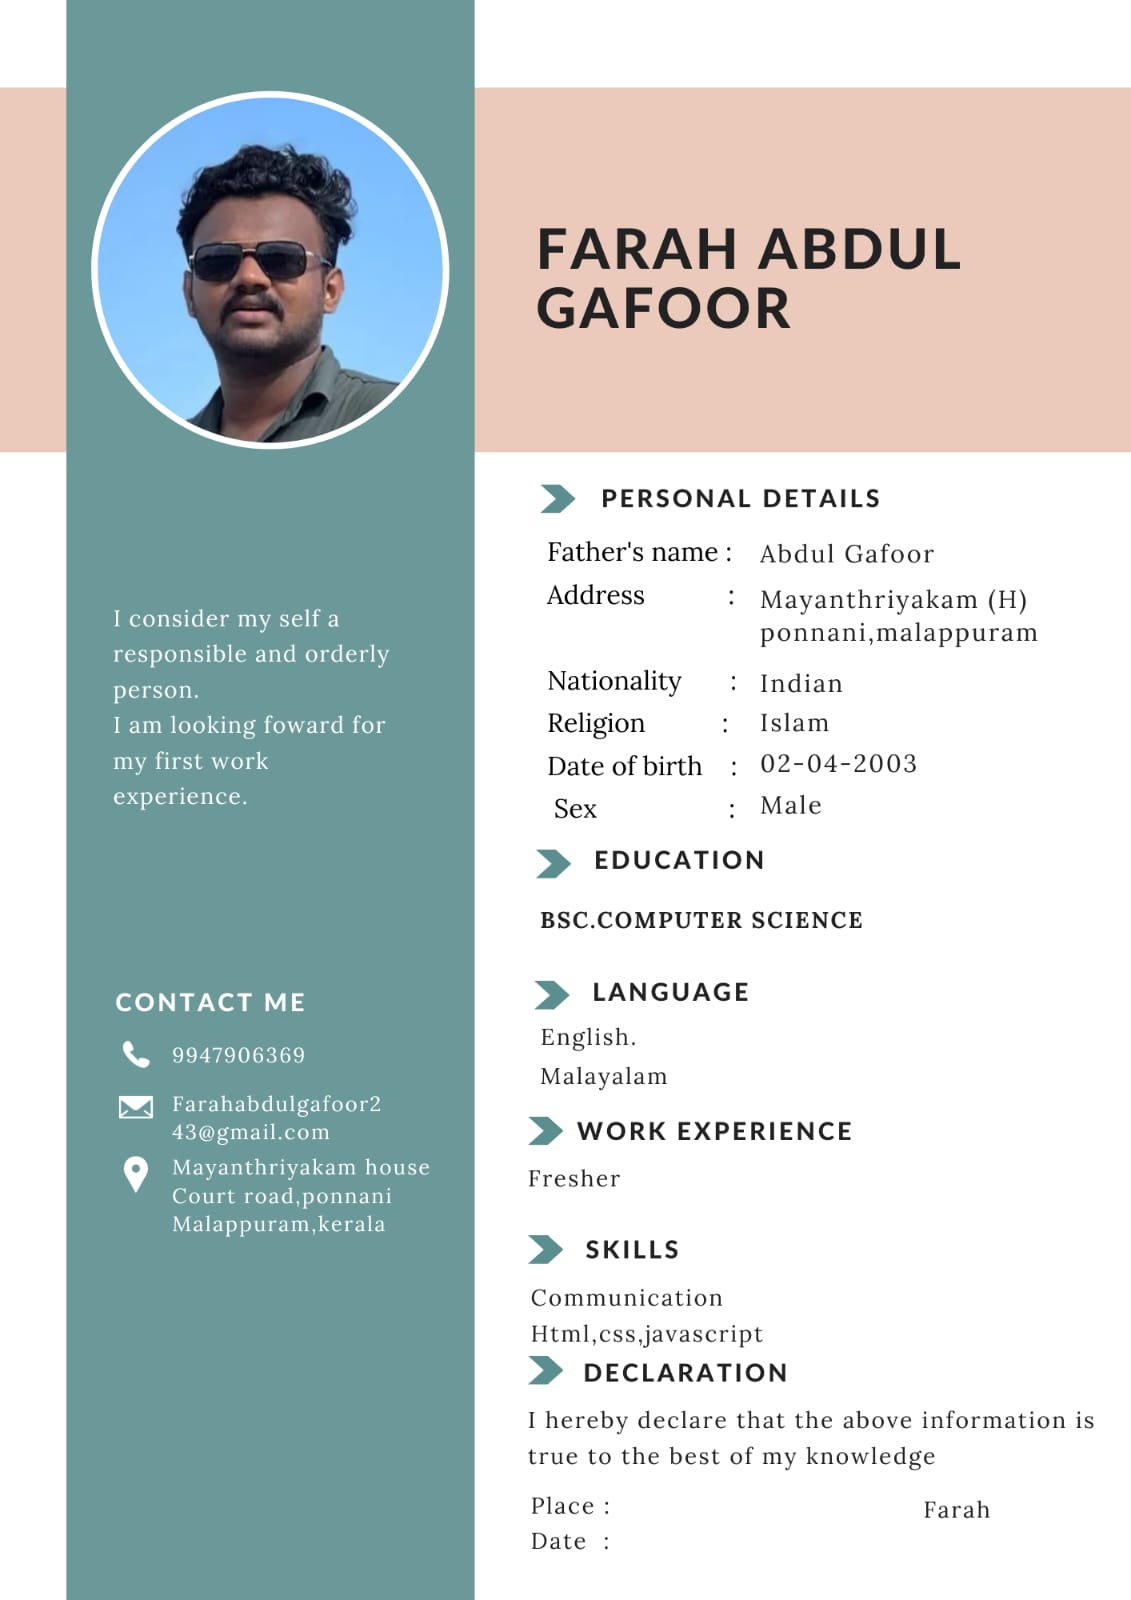 FARAH ABDUL
GAFOOR
I consider my self a
responsible and orderly
person.
I am looking foward for
my first work
experience.
CONTACT ME
9947906369
Farahabdulgafoor2
43@gmail.com
Mayanthriyakam house
Court road,ponnani
Malappuram,kerala
PERSONAL DETAILS
Father's name : Abdul Gafoor
Address : Mayanthriyakam (H)
ponnani,malappuram
Nationality : Indian
Religion : Islam
Date of birth : 02-04-2003
Sex : Male
EDUCATION
BSC.COMPUTER SCIENCE
LANGUAGE
English.
Malayalam
WORK EXPERIENCE
Fresher
SKILLS
Communication
Html,css,javascript
DECLARATION
I hereby declare that the above information is
true to the best of my knowledge
Place : Farah
Date :